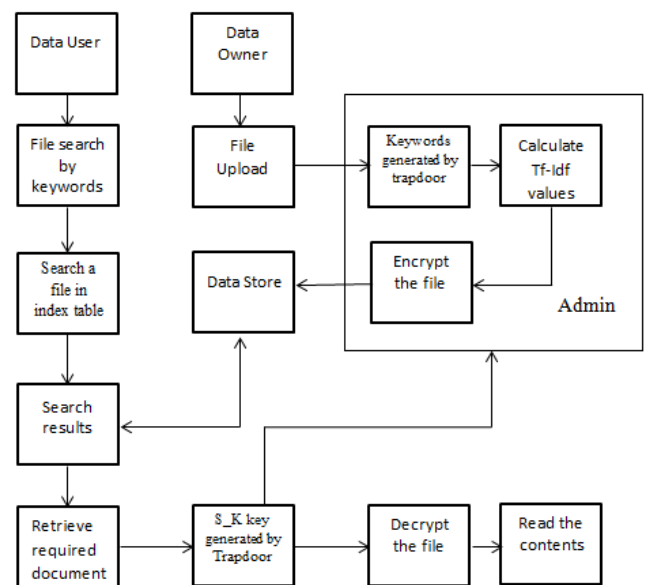 Data User
Data
Owner
File search
by
keywords
File
Upload
Keywords
generated by
trapdoor
Calculate
Tf-Idf
values
Search a
file in
index table
Data Store
Encrypt
the file
Admin
Search
results
Retrieve
required
document
S_K key
generated by
Trapdoor
Decrypt
the file
Read the
contents